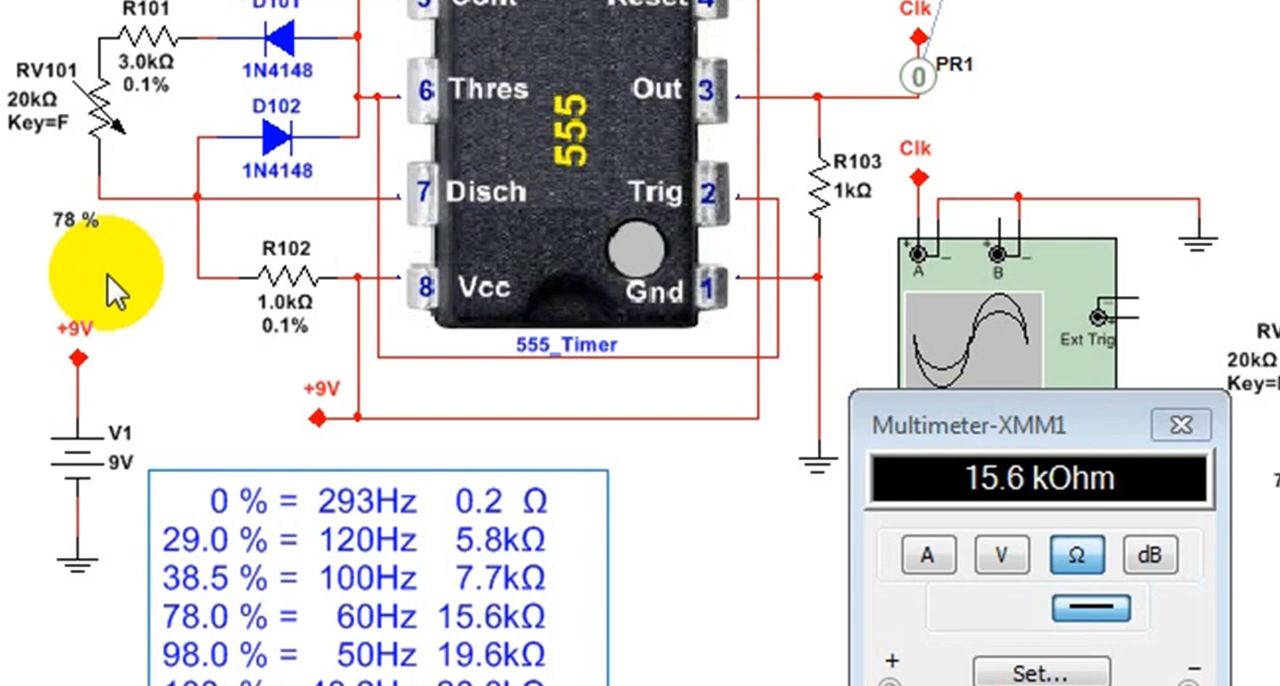 R101
3.0kΩ
0.1%
D101
1N4148
RV101
20kΩ
Key=F
D102
1N4148
78 %
R102
1.0kΩ
0.1%
+9V
V1
9V
+9V
5 Cont
Reset 4
6 Thres
Out 3
7 Disch
Trig 2
8 Vcc
Gnd 1
555
555_Timer
Clk
0
PR1
R103
1kΩ
Clk
+ -
A
+ -
B
Ext Trig
+
20kΩ
0 % = 293Hz 0.2 Ω
29.0 % = 120Hz 5.8kΩ
38.5 % = 100Hz 7.7kΩ
78.0 % = 60Hz 15.6kΩ
98.0 % = 50Hz 19.6kΩ
Multimeter-XMM1
15.6 kOhm
A V Ω dB
+ Set... -